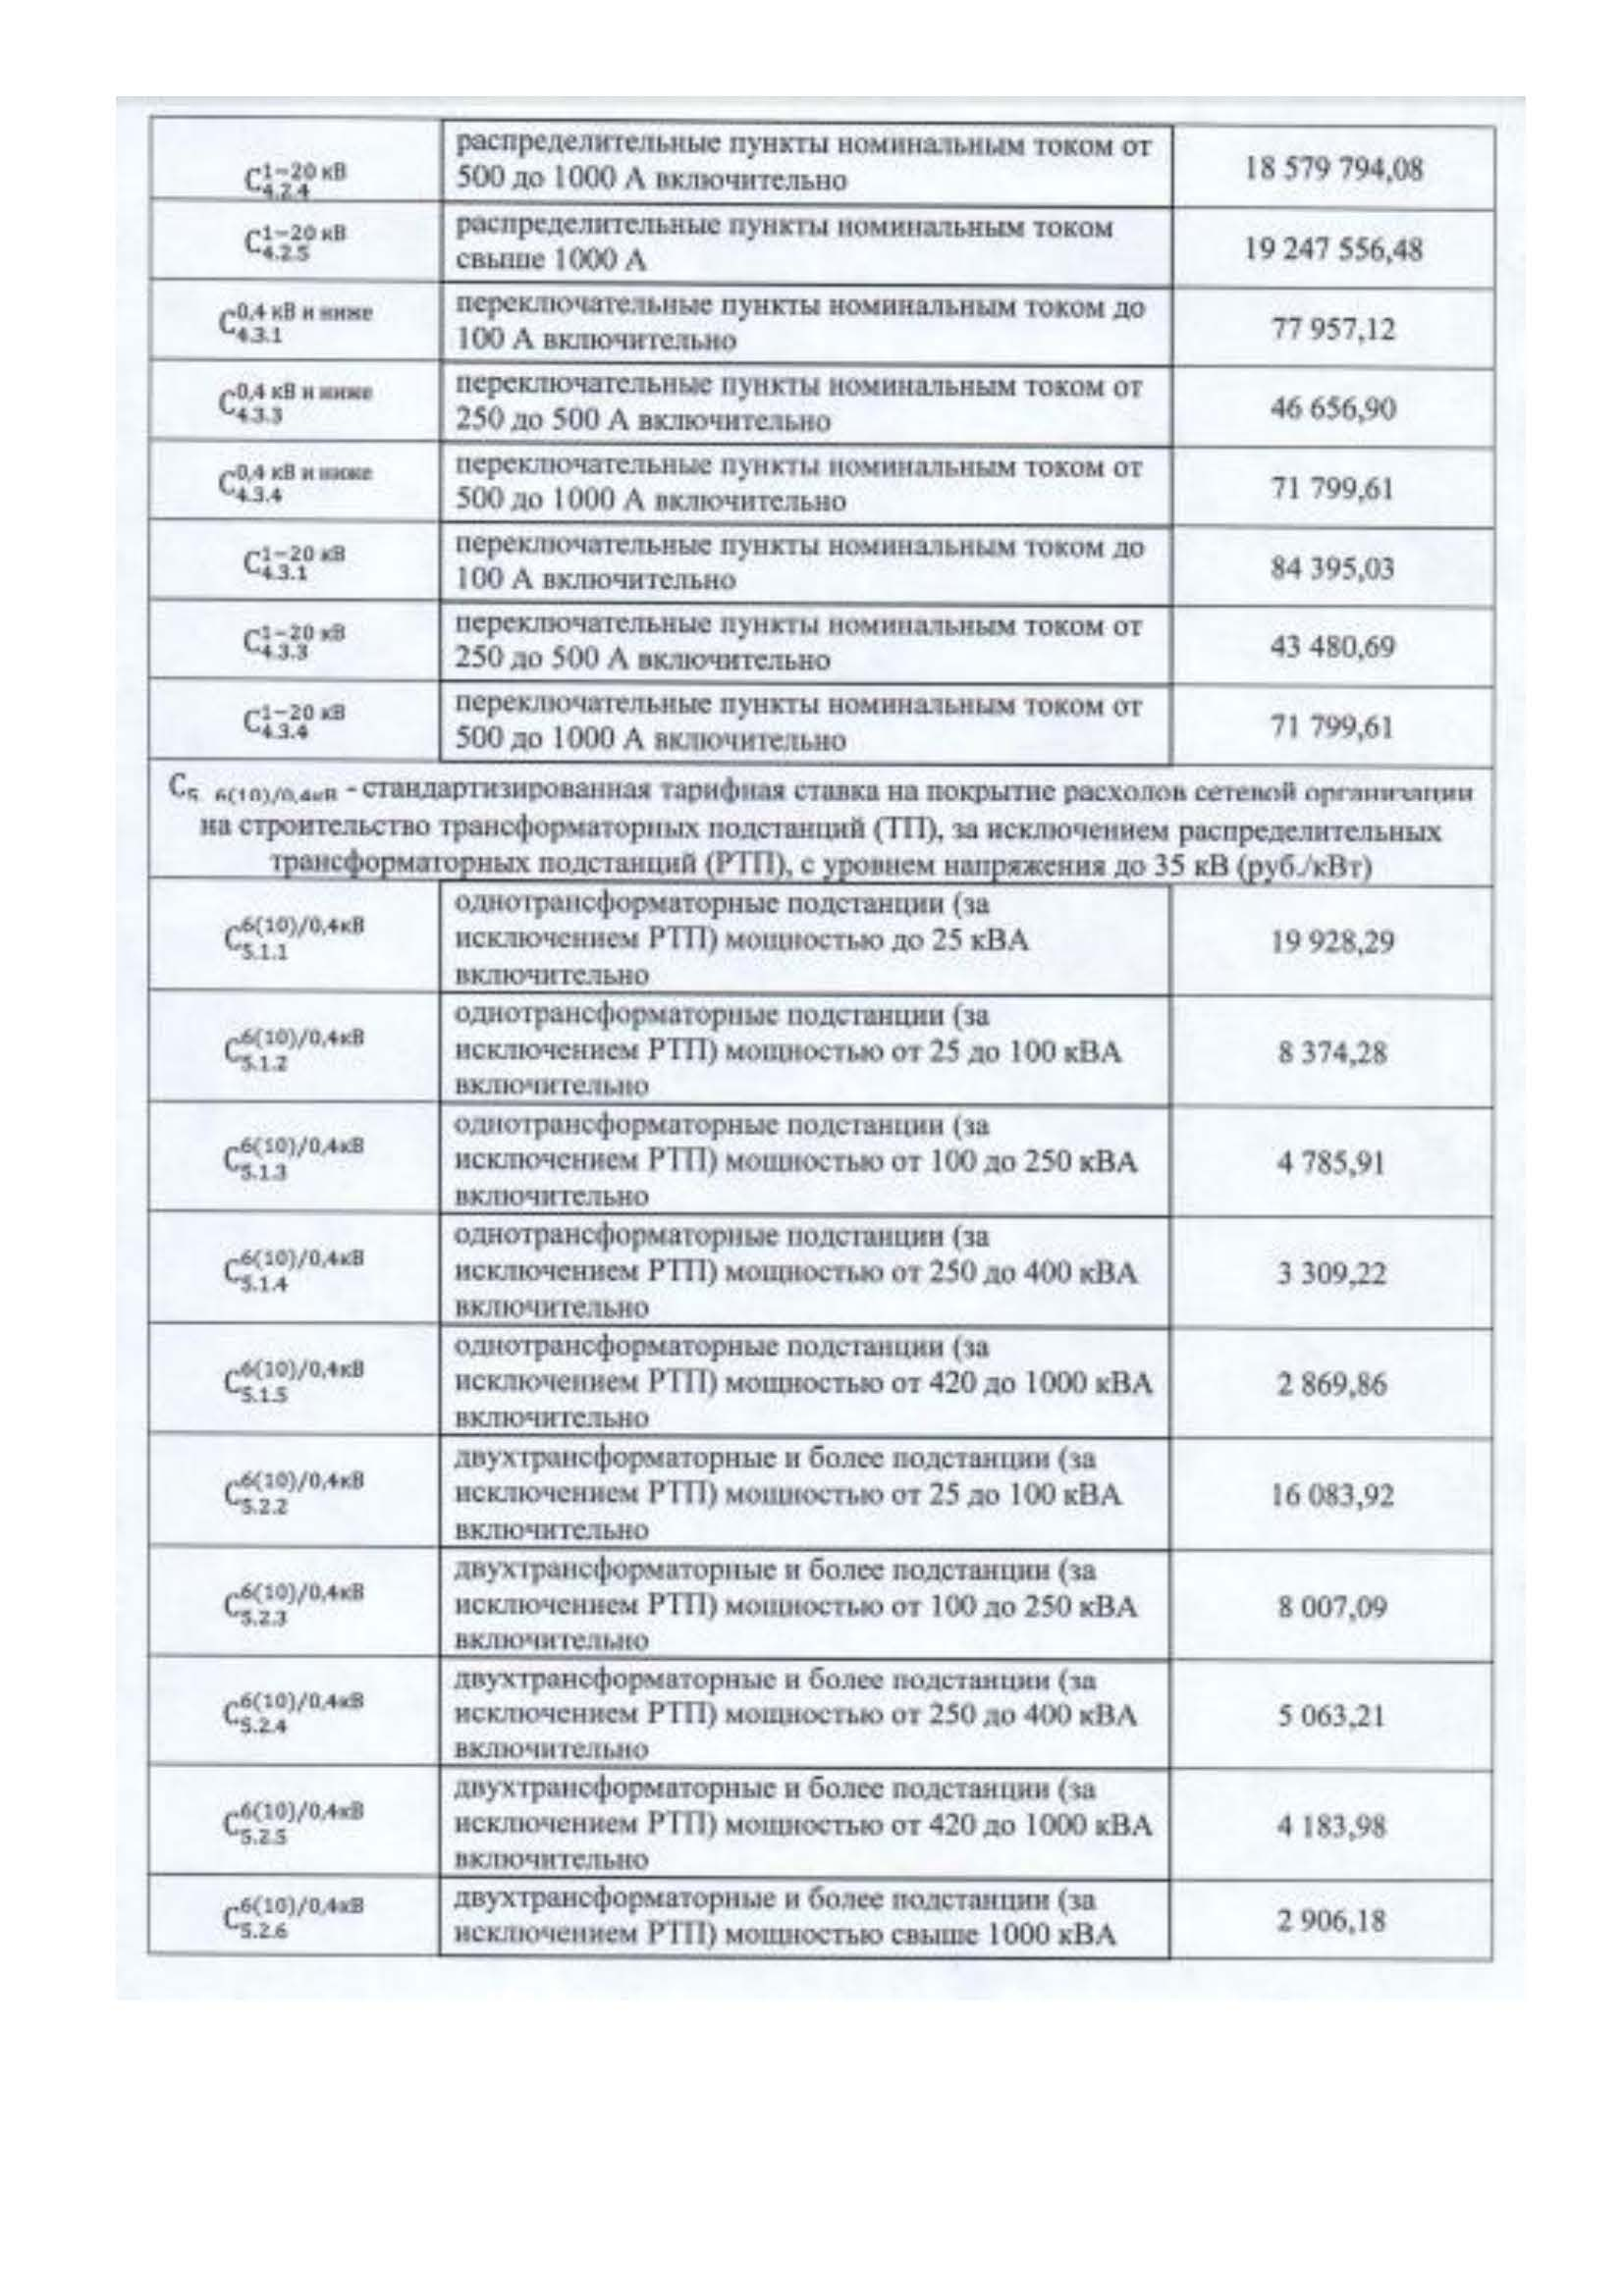 C 1−20 кВ 4.2.4 распределительные пункты номинальным током от
500 до 1000 А включительно 18 579 794,08
C 1−20 кВ 4.2.5 распределительные пункты номинальным током
свыше 1000 А 19 247 556,48
C 0,4 кВ и ниже 4.3.1 переключательные пункты номинальным током до
100 А включительно 77 957,12
C 0,4 кВ и ниже 4.3.3 переключательные пункты номинальным током от
250 до 500 А включительно 46 656,90
C 0,4 кВ и ниже 4.3.4 переключательные пункты номинальным током от
500 до 1000 А включительно 71 799,61
C 1−20 кВ 4.3.1 переключательные пункты номинальным током до
100 А включительно 84 395,03
C 1−20 кВ 4.3.3 переключательные пункты номинальным током от
250 до 500 А включительно 43 480,69
C 1−20 кВ 4.3.4 переключательные пункты номинальным током от
500 до 1000 А включительно 71 799,61
C5. 6(10)/0,4кВ - стандартизированная тарифная ставка на покрытие расходов сетевой организации
на строительство трансформаторных подстанций (ТП), за исключением распределительных
трансформаторных подстанций (РТП), с уровнем напряжения до 35 кВ (руб./кВт)
C 6(10)/0,4кВ 5.1.1 однотрансформаторные подстанции (за
исключением РТП) мощностью до 25 кВА
включительно 19 928,29
C 6(10)/0,4кВ 5.1.2 однотрансформаторные подстанции (за
исключением РТП) мощностью от 25 до 100 кВА
включительно 8 374,28
C 6(10)/0,4кВ 5.1.3 однотрансформаторные подстанции (за
исключением РТП) мощностью от 100 до 250 кВА
включительно 4 785,91
C 6(10)/0,4кВ 5.1.4 однотрансформаторные подстанции (за
исключением РТП) мощностью от 250 до 400 кВА
включительно 3 309,22
C 6(10)/0,4кВ 5.1.5 однотрансформаторные подстанции (за
исключением РТП) мощностью от 420 до 1000 кВА
включительно 2 869,86
C 6(10)/0,4кВ 5.2.2 двухтрансформаторные и более подстанции (за
исключением РТП) мощностью от 25 до 100 кВА
включительно 16 083,92
C 6(10)/0,4кВ 5.2.3 двухтрансформаторные и более подстанции (за
исключением РТП) мощностью от 100 до 250 кВА
включительно 8 007,09
C 6(10)/0,4кВ 5.2.4 двухтрансформаторные и более подстанции (за
исключением РТП) мощностью от 250 до 400 кВА
включительно 5 063,21
C 6(10)/0,4кВ 5.2.5 двухтрансформаторные и более подстанции (за
исключением РТП) мощностью от 420 до 1000 кВА
включительно 4 183,98
C 6(10)/0,4кВ 5.2.6 двухтрансформаторные и более подстанции (за
исключением РТП) мощностью свыше 1000 кВА 2 906,18